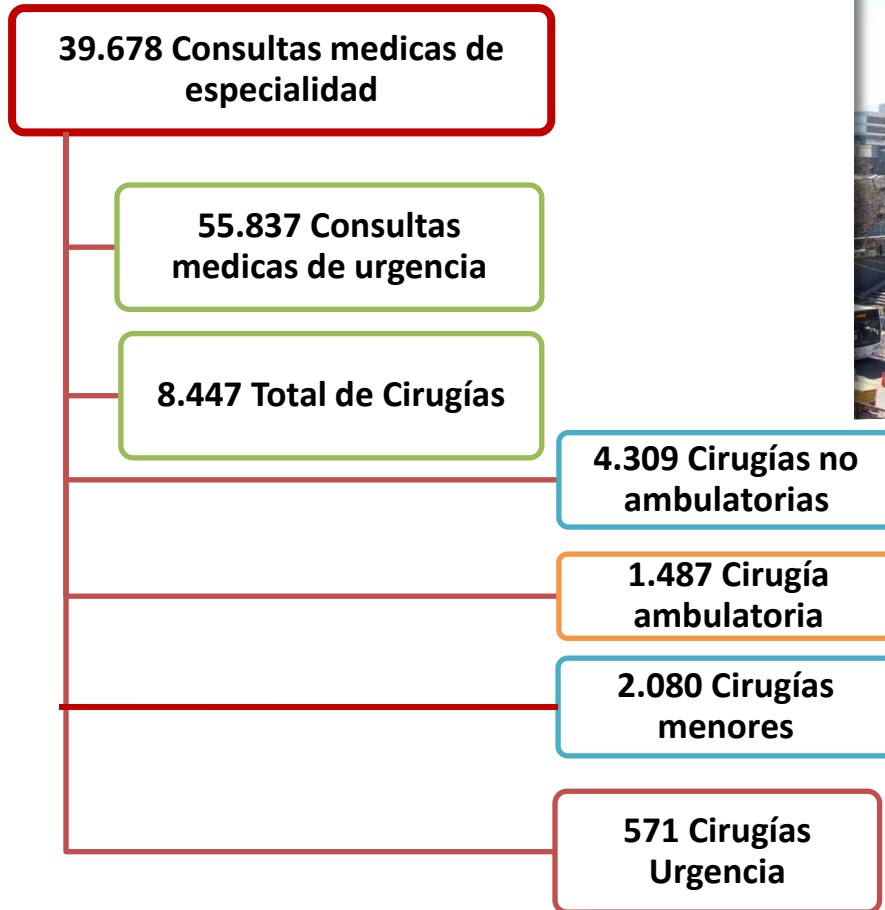 39.678 Consultas medicas de
especialidad
55.837 Consultas
medicas de urgencia
8.447 Total de Cirugías
4.309 Cirugías no
ambulatorias
1.487 Cirugía
ambulatoria
2.080 Cirugías
menores
571 Cirugías
Urgencia